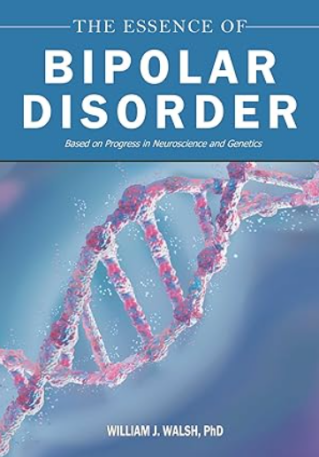 THE ESSENCE OF
BIPOLAR
DISORDER
Based on Progress in Neuroscience and Genetics
WILLIAM J. WALSH, PhD